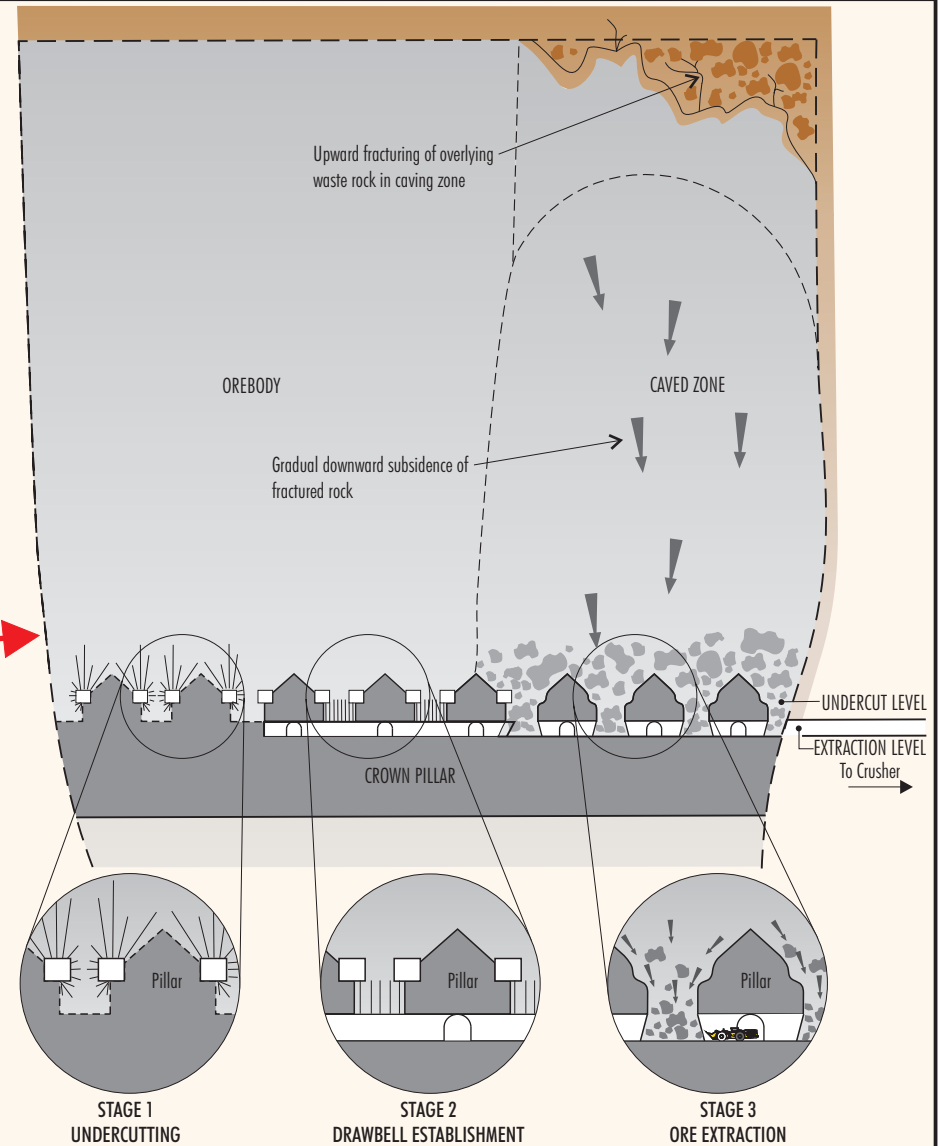 Upward fracturing of overlying
waste rock in caving zone
OREBODY
CAVED ZONE
Gradual downward subsidence of
fractured rock
UNDERCUT LEVEL
EXTRACTION LEVEL
To Crusher
CROWN PILLAR
Pillar
Pillar
Pillar
STAGE 1
UNDERCUTTING
STAGE 2
DRAWBELL ESTABLISHMENT
STAGE 3
ORE EXTRACTION